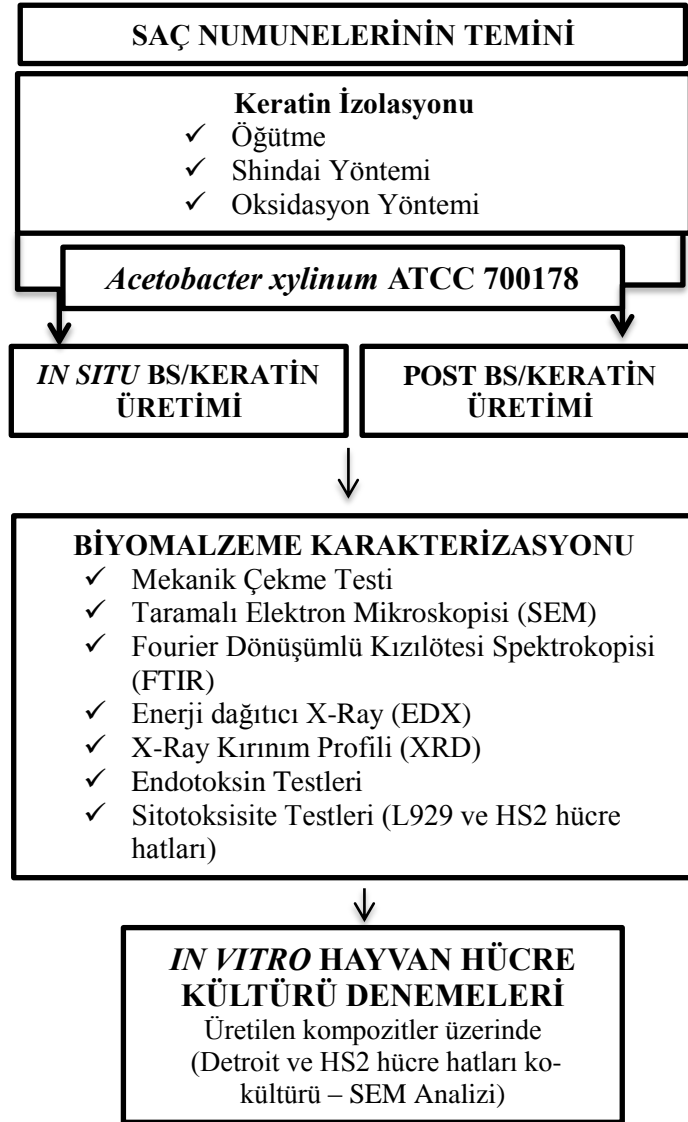 SAÇ NUMUNELERİNİN TEMİNİ
Keratin İzolasyonu
✓ Öğütme
✓ Shindai Yöntemi
✓ Oksidasyon Yöntemi
Acetobacter xylinum ATCC 700178
IN SITU BS/KERATİN
ÜRETİMİ
POST BS/KERATİN
ÜRETİMİ
BİYOMALZEME KARAKTERİZASYONU
✓ Mekanik Çekme Testi
✓ Taramalı Elektron Mikroskopisi (SEM)
✓ Fourier Dönüşümlü Kızılötesi Spektrokopisi
(FTIR)
✓ Enerji dağıtıcı X-Ray (EDX)
✓ X-Ray Kırınım Profili (XRD)
✓ Endotoksin Testleri
✓ Sitotoksisite Testleri (L929 ve HS2 hücre
hatları)
IN VITRO HAYVAN HÜCRE
KÜLTÜRÜ DENEMELERİ
Üretilen kompozitler üzerinde
(Detroit ve HS2 hücre hatları ko-
kültürü – SEM Analizi)